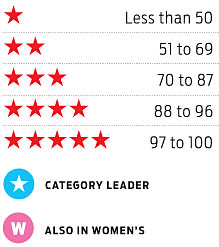 Less than 50
51 to 69
70 to 87
88 to 96
97 to 100
CATEGORY LEADER
W ALSO IN WOMEN'S